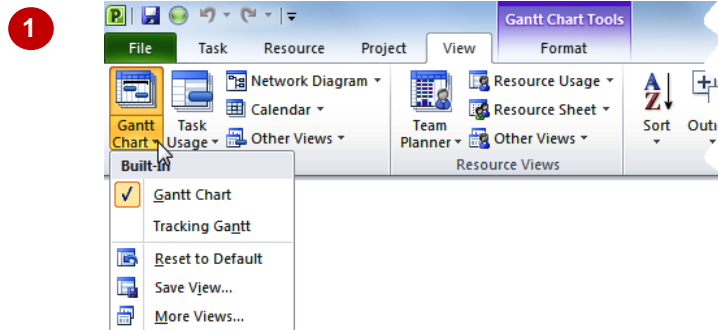 1
P
Gantt Chart Tools
File Task Resource Project View Format
Gantt Chart
Task Usage
Network Diagram
Calendar
Other Views
Team Planner
Resource Usage
Resource Sheet
Other Views
Sort
Resource Views
Built-In
Gantt Chart
Tracking Gantt
Reset to Default
Save View...
More Views...